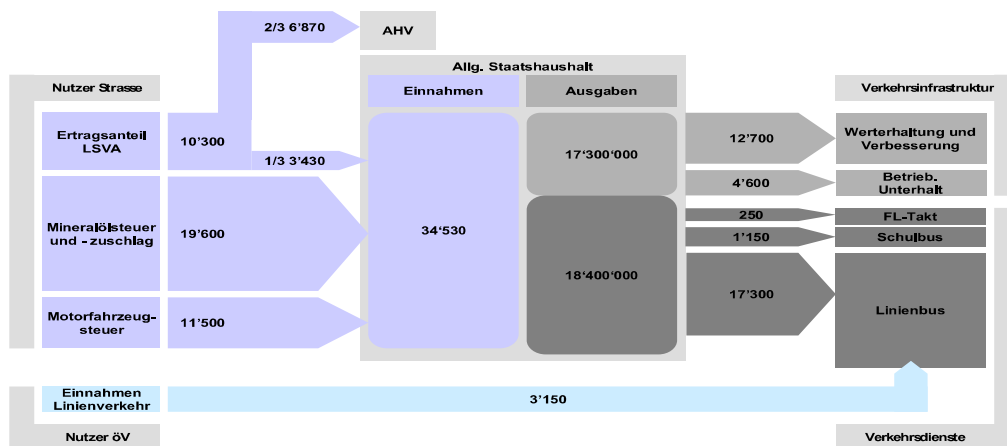 2/3 6’870
AHV
Allg. Staatshaushalt
Nutzer Strasse
Einnahmen
Ausgaben
Verkehrsinfrastruktur
Ertragsanteil
LSVA
10’300
1/3 3’430
17‘300‘000
12’700
Werterhaltung und
Verbesserung
4’600
Betrieb.
Unterhalt
Mineralölsteuer
und - zuschlag
19’600
34‘530
250
FL-Takt
1’150
Schulbus
18‘400‘000
17’300
Linienbus
Motorfahrzeug-
steuer
11’500
Einnahmen
Linienverkehr
3’150
Nutzer öV
Verkehrsdienste